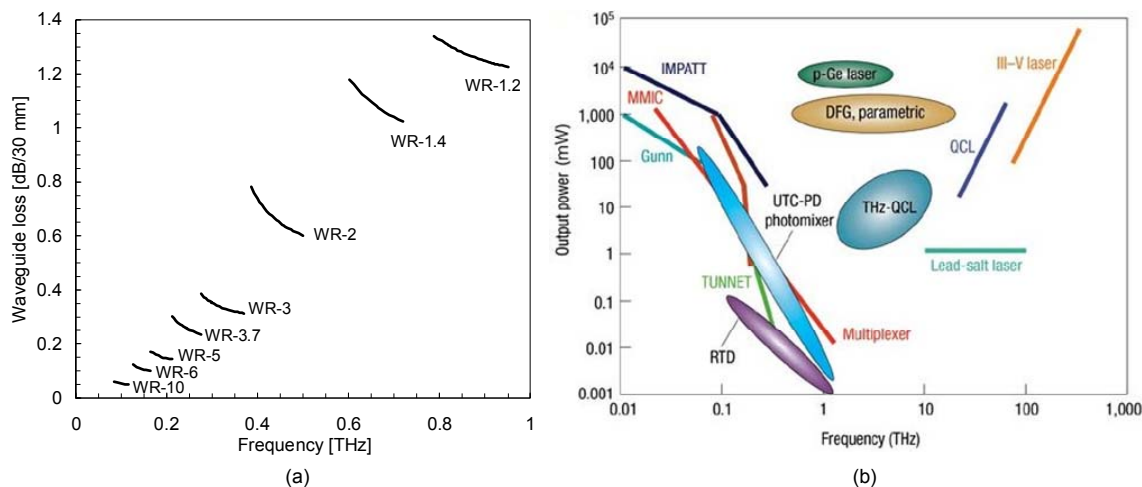 Waveguide loss [dB/30 mm]
1.4
1.2
1.0
0.8
0.6
0.4
0.2
0
WR-1.2
WR-1.4
WR-2
WR-3
WR-3.7
WR-5
WR-6
WR-10
0
0.2
0.4
0.6
0.8
1
Frequency [THz]
(a)
Output power (mW)
10⁵
10⁴
1,000
100
10
1
0.1
0.01
0.001
IMPATT
MMIC
Gunn
p-Ge laser
DFG, parametric
III–V laser
QCL
UTC-PD
photomixer
THz-QCL
Lead-salt laser
TUNNET
RTD
Multiplexer
0.01
0.1
1
10
100
1,000
Frequency (THz)
(b)